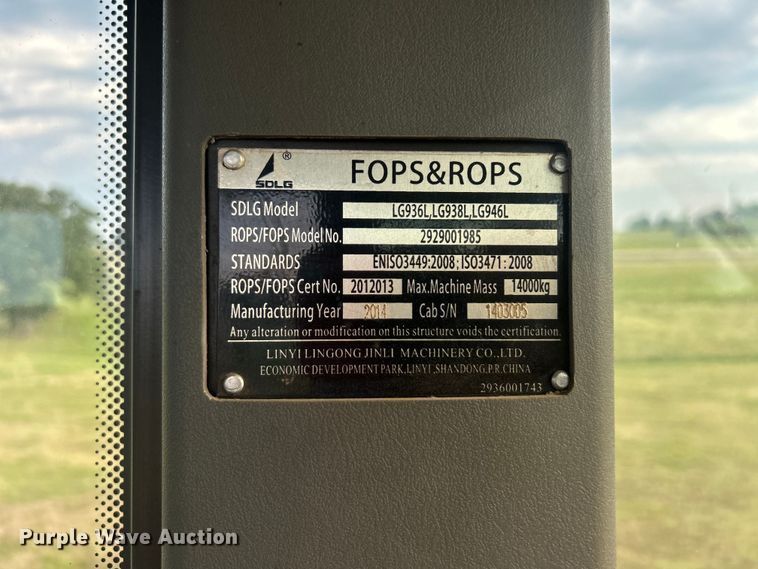 ® FOPS&ROPS
SDLG
SDLG Model LG936L,LG938L,LG946L
ROPS/FOPS Model No. 2929001985
STANDARDS ENISO3449:2008; ISO3471:2008
ROPS/FOPS Cert No. 2012013 Max.Machine Mass 14000kg
Manufacturing Year 2014 Cab S/N 1403005
Any alteration or modification on this structure voids the certification.
LINYI LINGONG JINLI MACHINERY CO.,LTD.
ECONOMIC DEVELOPMENT PARK,LINYI,SHANDONG,P.R.CHINA
2936001743
Purple Wave Auction